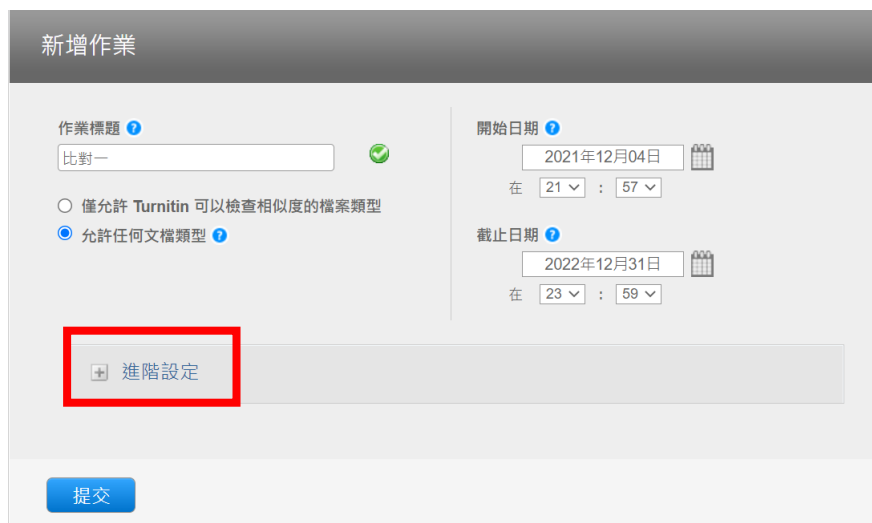 新增作業
作業標題 ?
比對一
僅允許 Turnitin 可以檢查相似度的檔案類型
允許任何文檔類型 ?
開始日期 ?
2021年12月04日
在 21 : 57
截止日期 ?
2022年12月31日
在 23 : 59
進階設定
提交